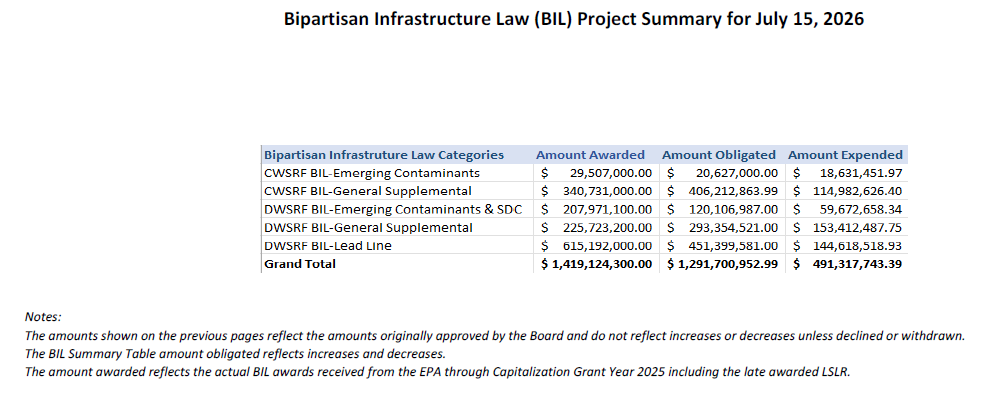 Bipartisan Infrastructure Law (BIL) Project Summary for July 15, 2026
Bipartisan Infrastruture Law Categories Amount Awarded Amount Obligated Amount Expended
CWSRF BIL-Emerging Contaminants $ 29,507,000.00 $ 20,627,000.00 $ 18,631,451.97
CWSRF BIL-General Supplemental $ 340,731,000.00 $ 406,212,863.99 $ 114,982,626.40
DWSRF BIL-Emerging Contaminants & SDC $ 207,971,100.00 $ 120,106,987.00 $ 59,672,658.34
DWSRF BIL-General Supplemental $ 225,723,200.00 $ 293,354,521.00 $ 153,412,487.75
DWSRF BIL-Lead LIne $ 615,192,000.00 $ 451,399,581.00 $ 144,618,518.93
Grand Total $ 1,419,124,300.00 $ 1,291,700,952.99 $ 491,317,743.39
Notes:
The amounts shown on the previous pages reflect the amounts originally approved by the Board and do not reflect increases or decreases unless declined or withdrawn.
The BIL Summary Table amount obligated reflects increases and decreases.
The amount awarded reflects the actual BIL awards received from the EPA through Capitalization Grant Year 2025 including the late awarded LSLR.